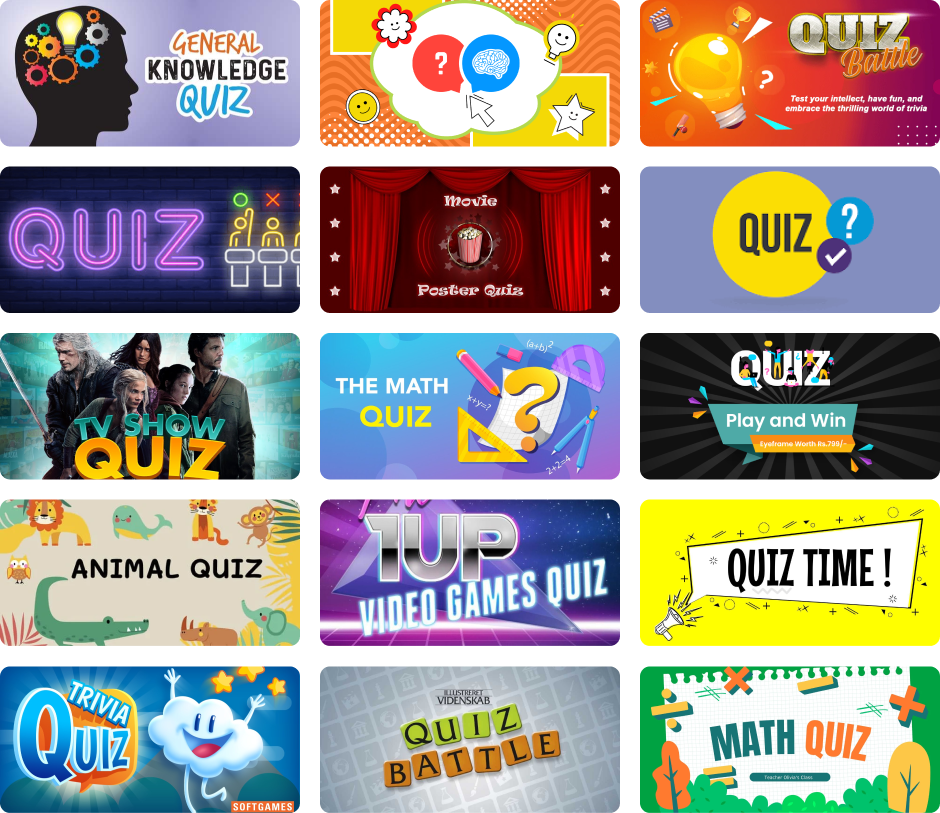 GENERAL
KNOWLEDGE
QUIZ
?
QUIZ
Battle
?
Test your intellect, have fun, and
embrace the thrilling world of trivia
QUIZ
Movie
Poster Quiz
QUIZ
?
TV SHOW
QUIZ
THE MATH
QUIZ
(a+b)²
x+y=?
?
2+2=4
QUIZ
Play and Win
Eyeframe Worth Rs.799/-
ANIMAL QUIZ
1UP
VIDEO GAMES QUIZ
QUIZ TIME !
TRIVIA
QUIZ
SOFTGAMES
ILLUSTRERET
VIDENSKAB
QUIZ
BATTLE
MATH QUIZ
Teacher Olivia's Class